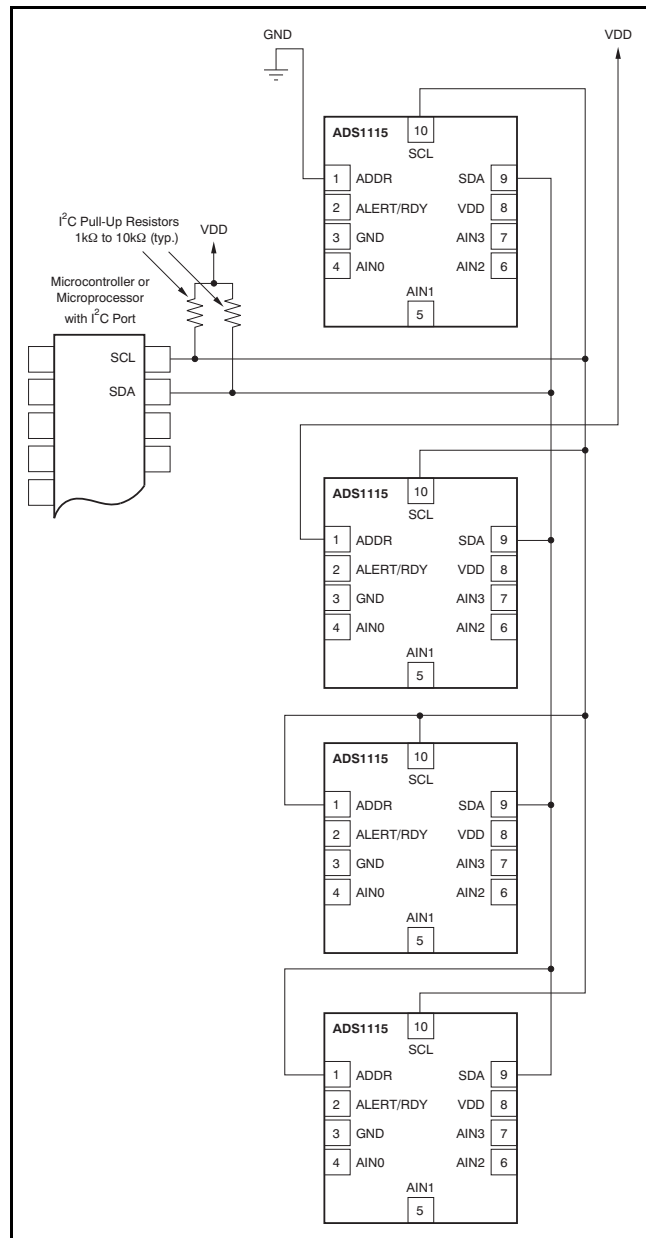 GND
VDD
I²C Pull-Up Resistors
1kΩ to 10kΩ (typ.)
VDD
Microcontroller or
Microprocessor
with I²C Port
SCL
SDA
ADS1115
10
SCL
1 ADDR
SDA 9
2 ALERT/RDY
VDD 8
3 GND
AIN3 7
4 AIN0
AIN2 6
AIN1
5
ADS1115
10
SCL
1 ADDR
SDA 9
2 ALERT/RDY
VDD 8
3 GND
AIN3 7
4 AIN0
AIN2 6
AIN1
5
ADS1115
10
SCL
1 ADDR
SDA 9
2 ALERT/RDY
VDD 8
3 GND
AIN3 7
4 AIN0
AIN2 6
AIN1
5
ADS1115
10
SCL
1 ADDR
SDA 9
2 ALERT/RDY
VDD 8
3 GND
AIN3 7
4 AIN0
AIN2 6
AIN1
5